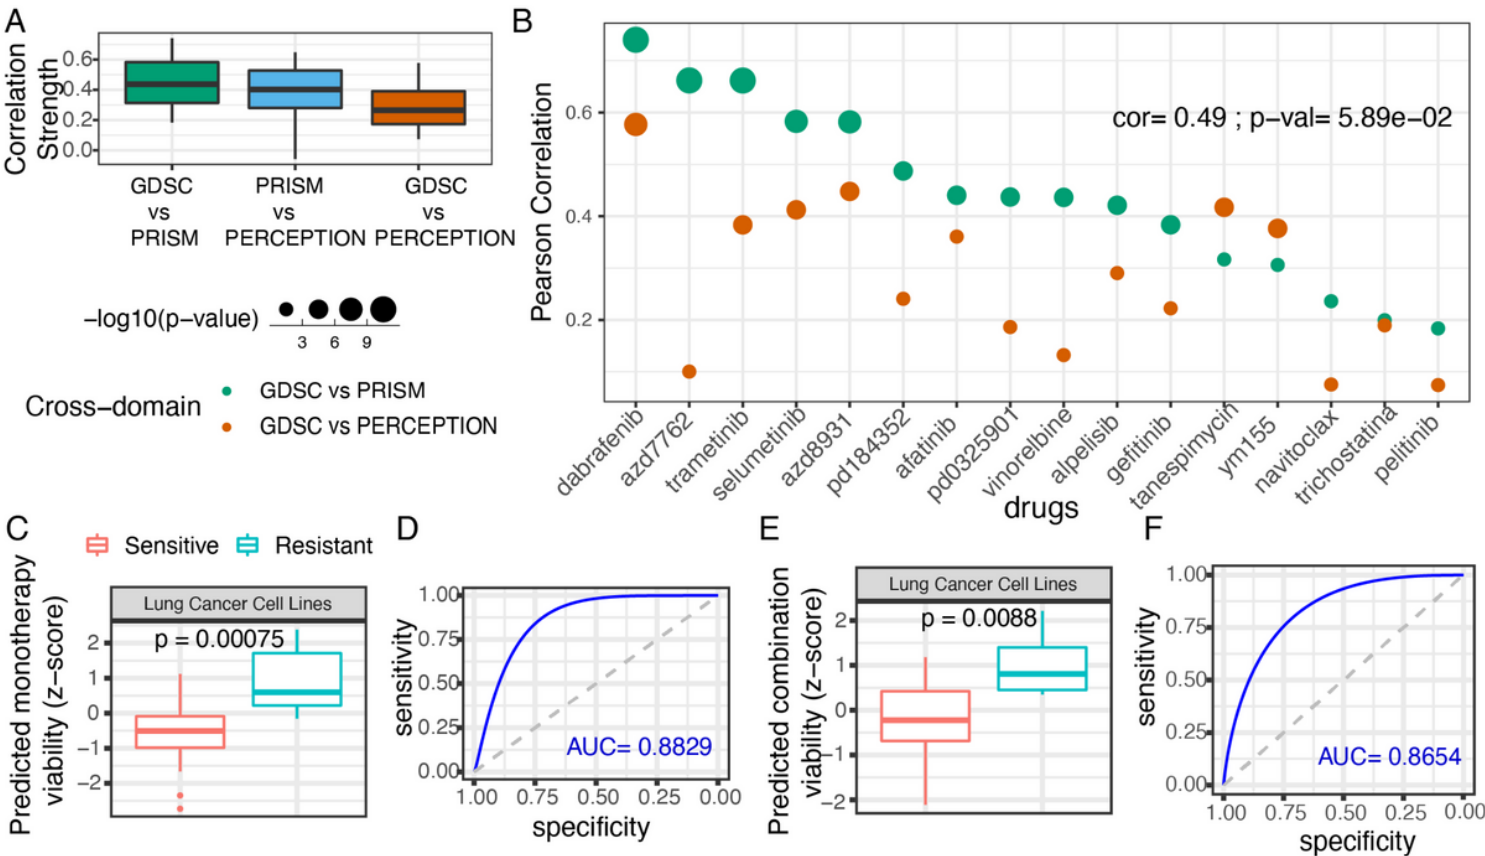 A
Correlation
Strength
0.6
0.4
0.2
0.0
GDSC
vs
PRISM
PRISM
vs
PERCEPTION
GDSC
vs
PERCEPTION
−log10(p−value)
3 6 9
Cross−domain
GDSC vs PRISM
GDSC vs PERCEPTION
B
Pearson Correlation
0.6
0.4
0.2
cor= 0.49 ; p−val= 5.89e−02
dabrafenib
azd7762
trametinib
selumetinib
azd8931
pd184352
afatinib
pd0325901
vinorelbine
alpelisib
gefitinib
tanespimycin
ym155
navitoclax
trichostatina
pelitinib
drugs
C
Sensitive
Resistant
Predicted monotherapy
viability (z−score)
Lung Cancer Cell Lines
p = 0.00075
2
1
0
−1
−2
D
sensitivity
1.00
0.75
0.50
0.25
0.00
AUC= 0.8829
1.00 0.75 0.50 0.25 0.00
specificity
E
Predicted combination
viability (z−score)
Lung Cancer Cell Lines
p = 0.0088
2
1
0
−1
−2
F
sensitivity
1.00
0.75
0.50
0.25
0.00
AUC= 0.8654
1.00 0.75 0.50 0.25 0.00
specificity